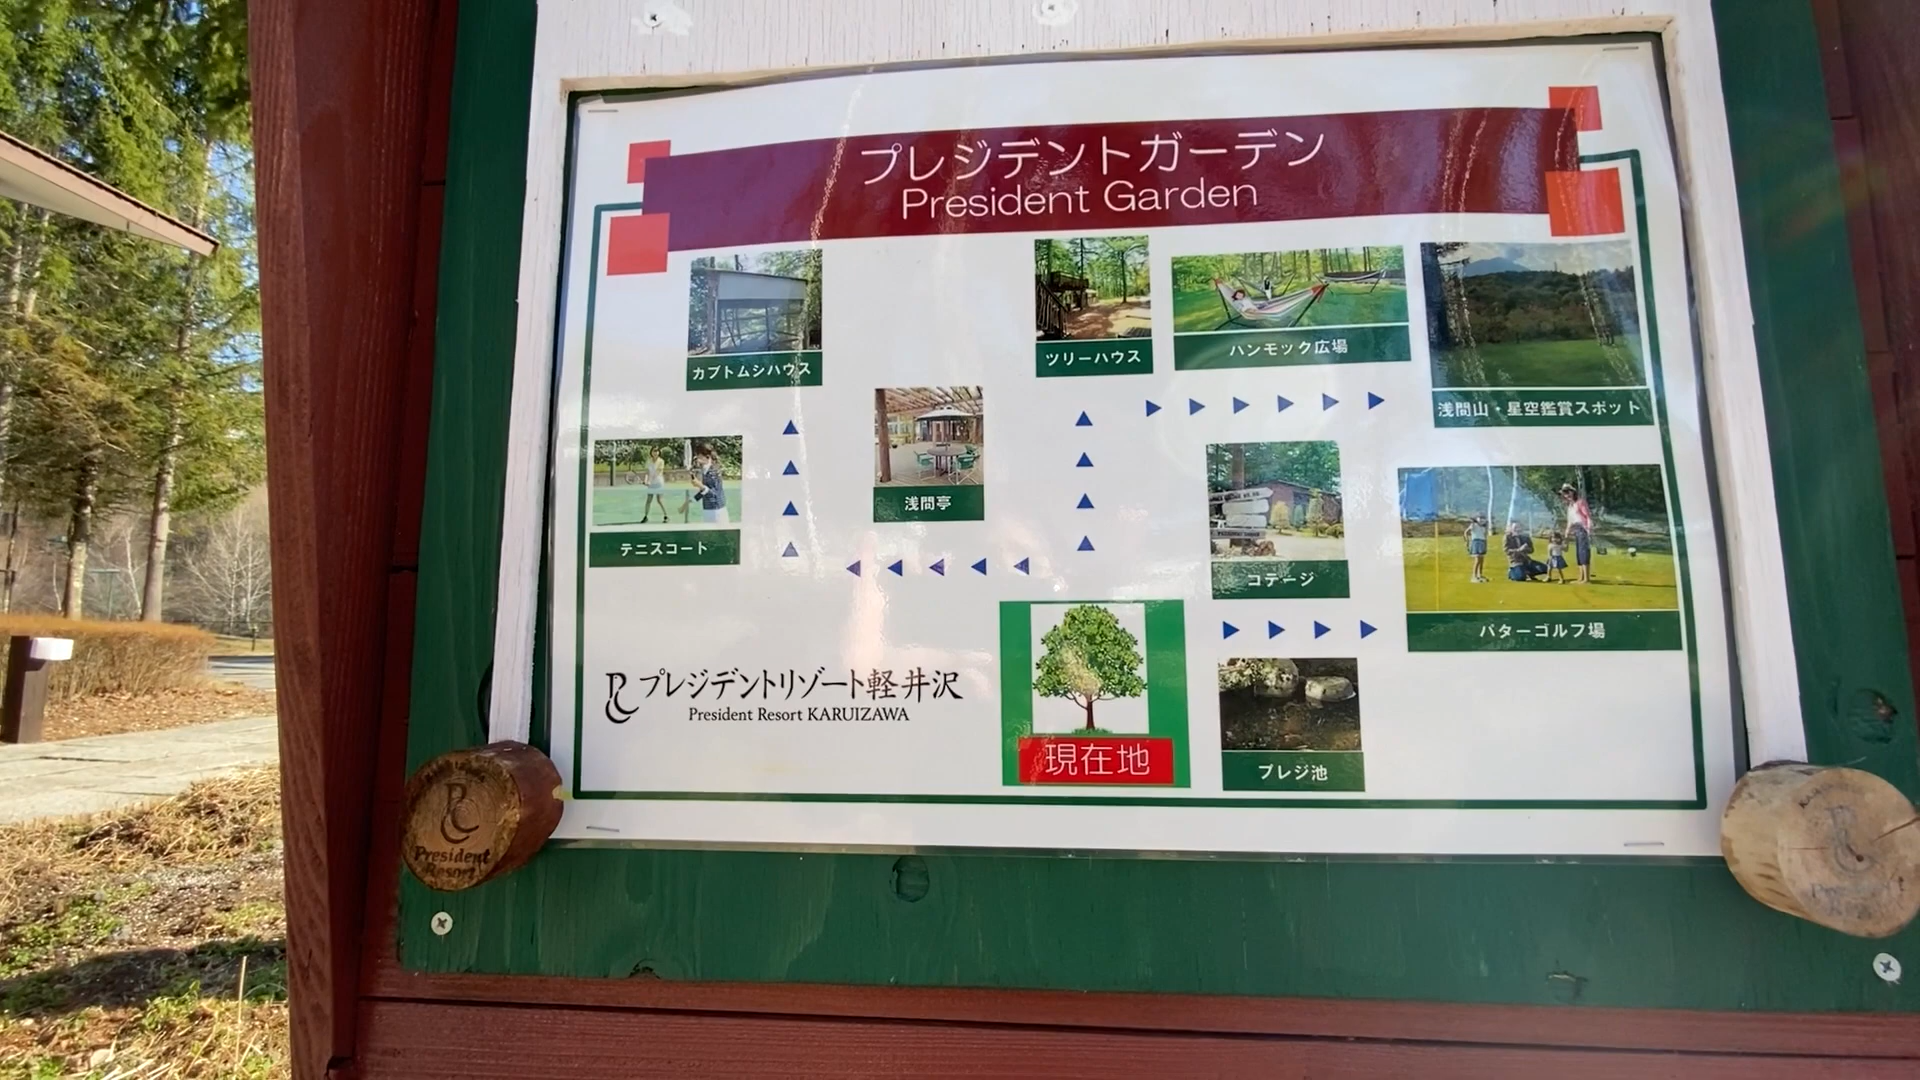 プレジデントガーデン
President Garden
カブトムシハウス
ツリーハウス
ハンモック広場
浅間山・星空鑑賞スポット
テニスコート
浅間亭
コテージ
パターゴルフ場
プレジデントリゾート軽井沢
President Resort KARUIZAWA
現在地
プレジ池
President
Resort